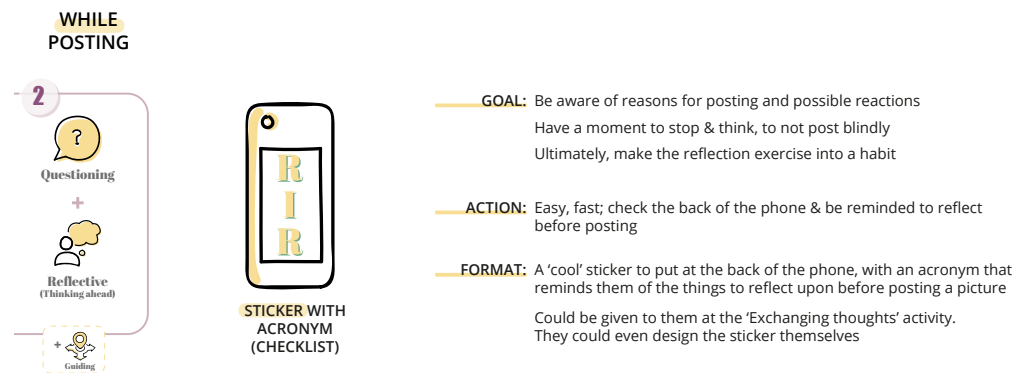 WHILE
POSTING
2
?
Questioning
+
Reflective
(Thinking ahead)
+
Guiding
R
I
R
STICKER WITH
ACRONYM
(CHECKLIST)
GOAL: Be aware of reasons for posting and possible reactions
Have a moment to stop & think, to not post blindly
Ultimately, make the reflection exercise into a habit
ACTION: Easy, fast; check the back of the phone & be reminded to reflect
before posting
FORMAT: A ‘cool’ sticker to put at the back of the phone, with an acronym that
reminds them of the things to reflect upon before posting a picture
Could be given to them at the ‘Exchanging thoughts’ activity.
They could even design the sticker themselves